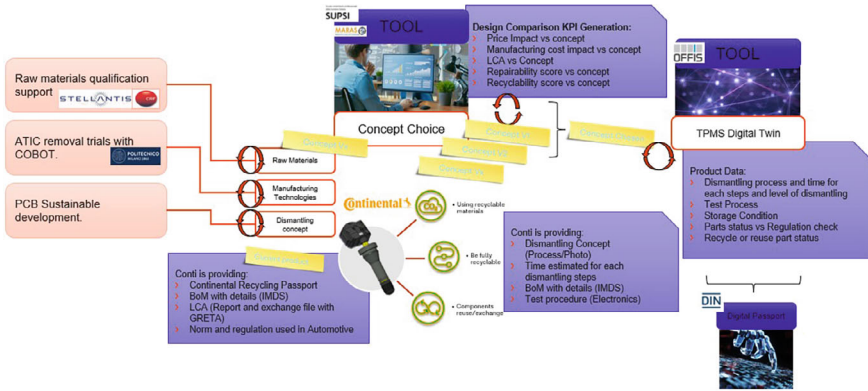 SUPSI
MARAS
TOOL
Design Comparison KPI Generation:
Price Impact vs concept
Manufacturing cost impact vs concept
LCA vs Concept
Repairability score vs concept
Recyclability score vs concept
OFFIS
TOOL
Raw materials qualification
support
STELLANTIS
CRF
ATIC removal trials with
COBOT.
POLITECNICO
MILANO 1863
PCB Sustainable
development.
Concept Choice
Raw Materials
Manufacturing
Technologies
Dismantling
concept
TPMS Digital Twin
Product Data:
Dismantling process and time for
each steps and level of dismantling
Test Process
Storage Condition
Parts status vs Regulation check
Recycle or reuse part status
Continental
Using recyclable
materials
Be fully
recyclable
Components
reuse/exchange
Conti is providing:
Continental Recycling Passport
BoM with details (IMDS)
LCA (Report and exchange file with
GRETA)
Norm and regulation used in Automotive
Conti is providing:
Dismantling Concept
(Process/Photo)
Time estimated for each
dismantling steps
BoM with details (IMDS)
Test procedure (Electronics)
DIN
Digital Passport